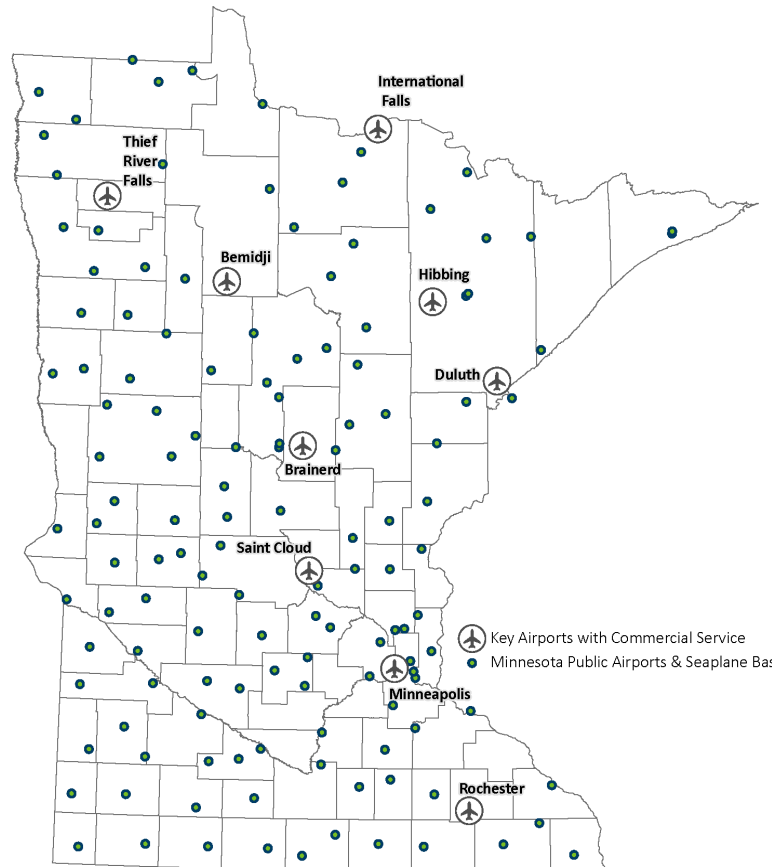 International
Falls
Thief
River
Falls
Bemidji
Hibbing
Duluth
Brainerd
Saint Cloud
Key Airports with Commercial Service
Minnesota Public Airports & Seaplane Bas
Minneapolis
Rochester